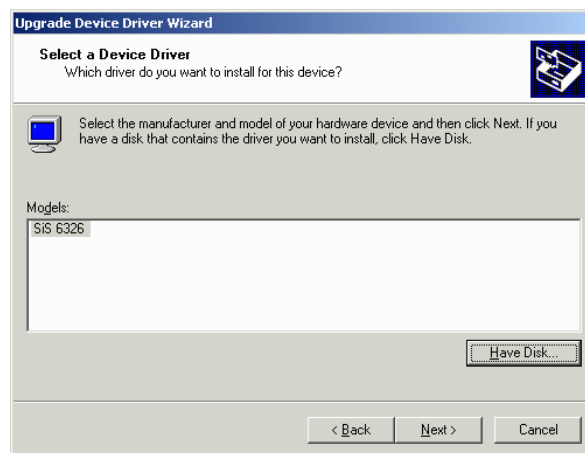 Upgrade Device Driver Wizard
Select a Device Driver
Which driver do you want to install for this device?
Select the manufacturer and model of your hardware device and then click Next. If you
have a disk that contains the driver you want to install, click Have Disk.
Models:
SiS 6326
Have Disk...
< Back
Next >
Cancel